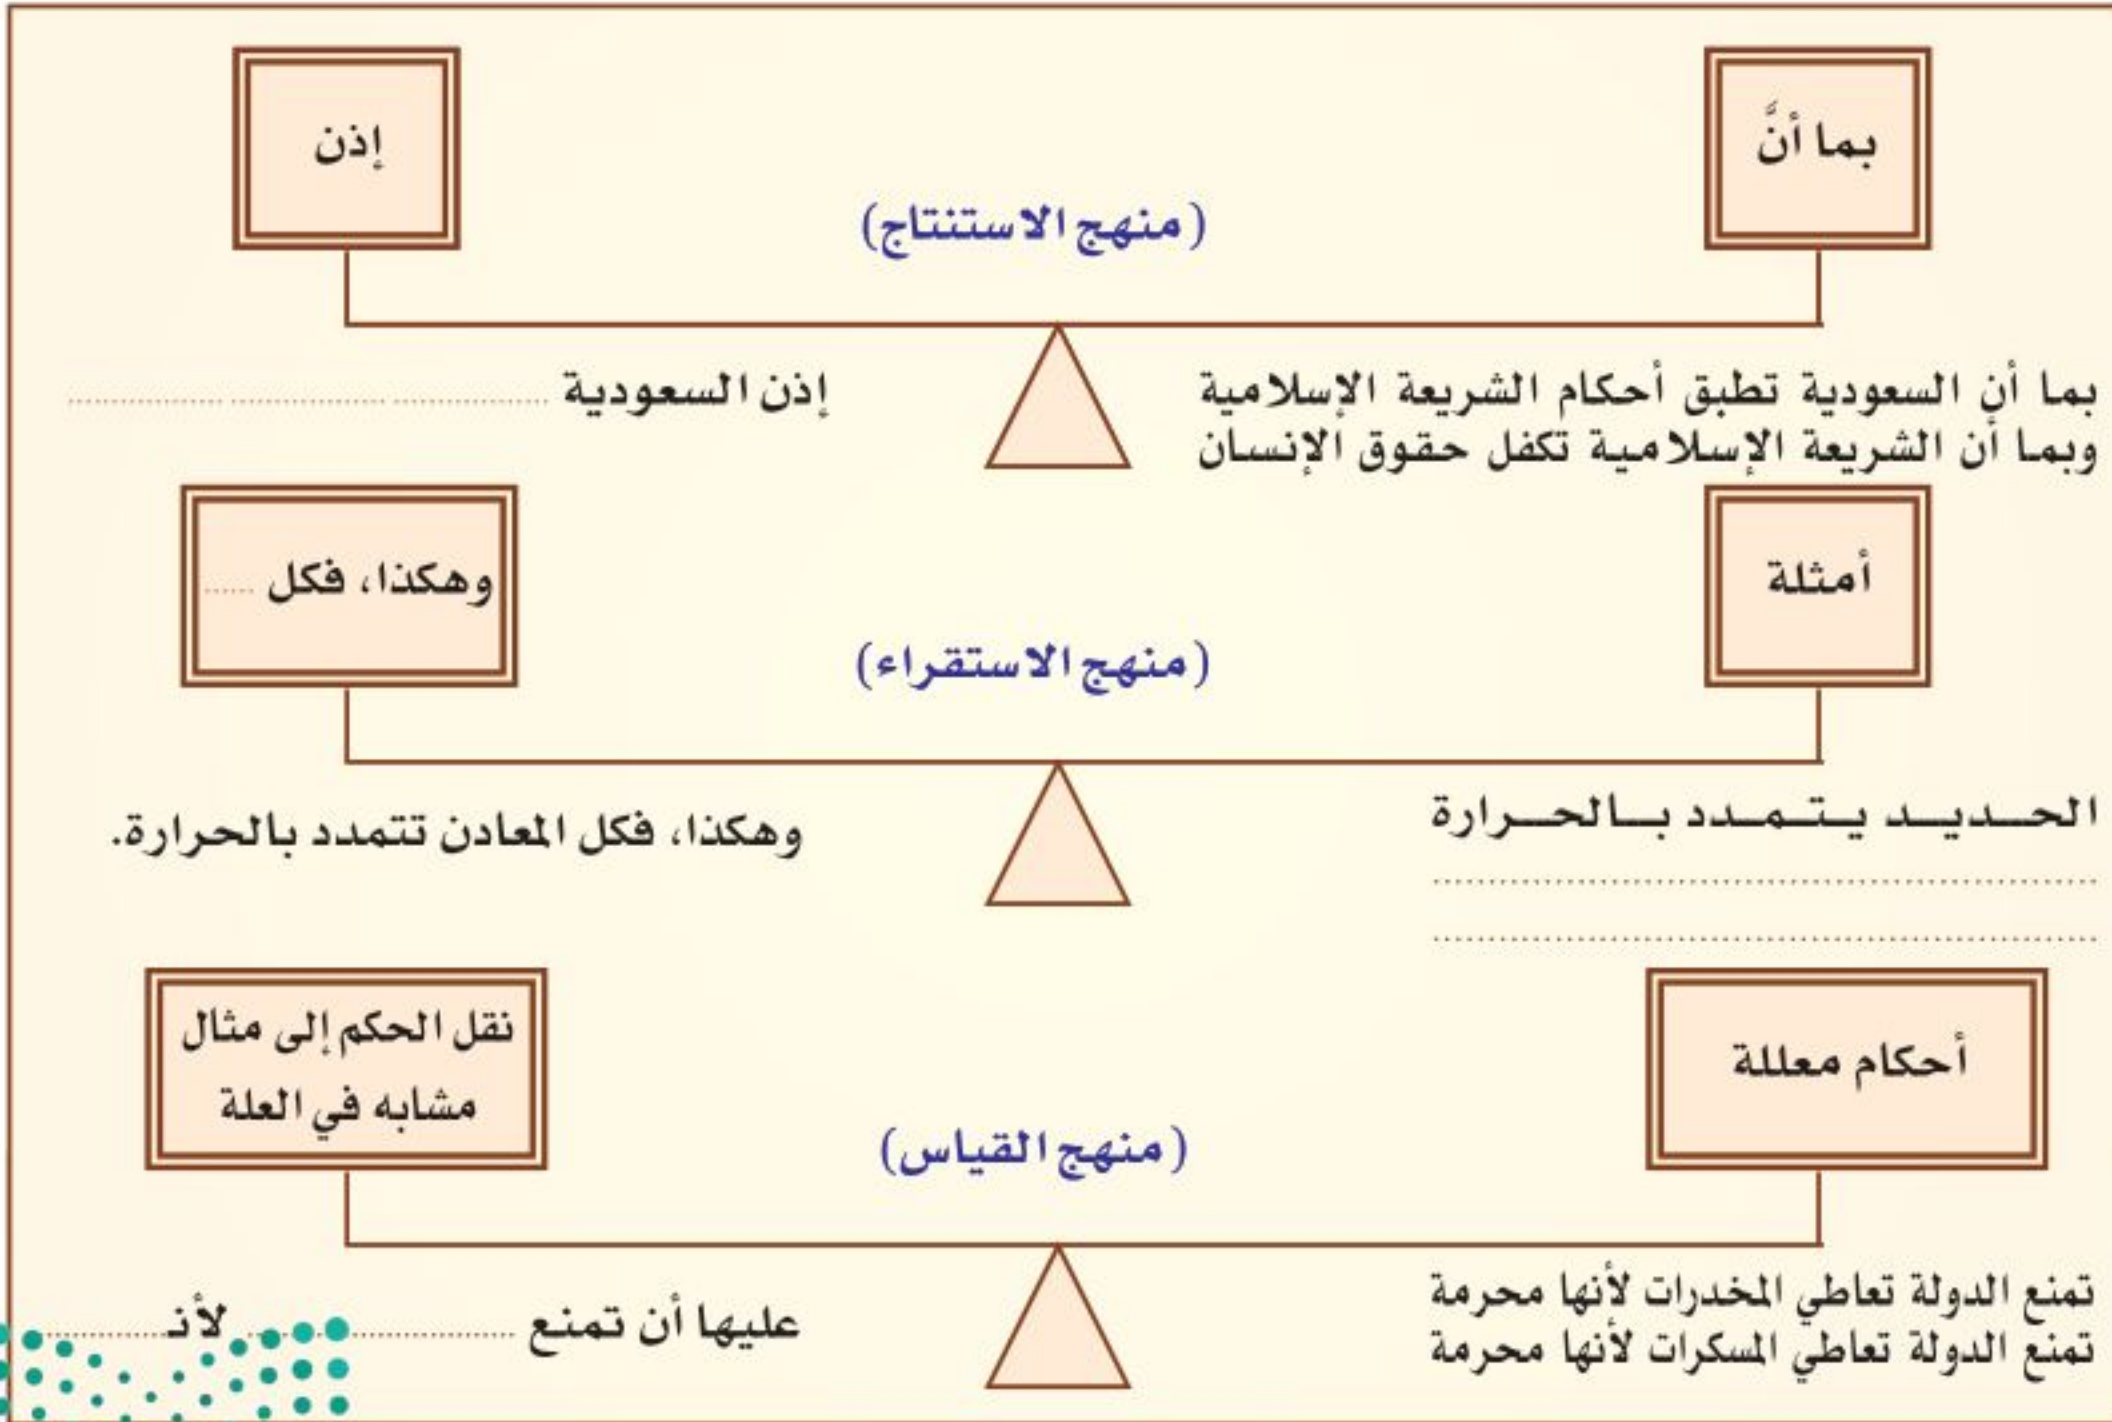 بما أنَّ
إذن
(منهج الاستنتاج)
بما أن السعودية تطبق أحكام الشريعة الإسلامية
وبما أن الشريعة الإسلامية تكفل حقوق الإنسان
إذن السعودية ........................................
أمثلة
وهكذا، فكل .....
(منهج الاستقراء)
الحديد يتمدد بالحرارة
........................................
........................................
وهكذا، فكل المعادن تتمدد بالحرارة.
أحكام معللة
نقل الحكم إلى مثال
مشابه في العلة
(منهج القياس)
تمنع الدولة تعاطي المخدرات لأنها محرمة
تمنع الدولة تعاطي المسكرات لأنها محرمة
عليها أن تمنع .................... لأنـ ..............